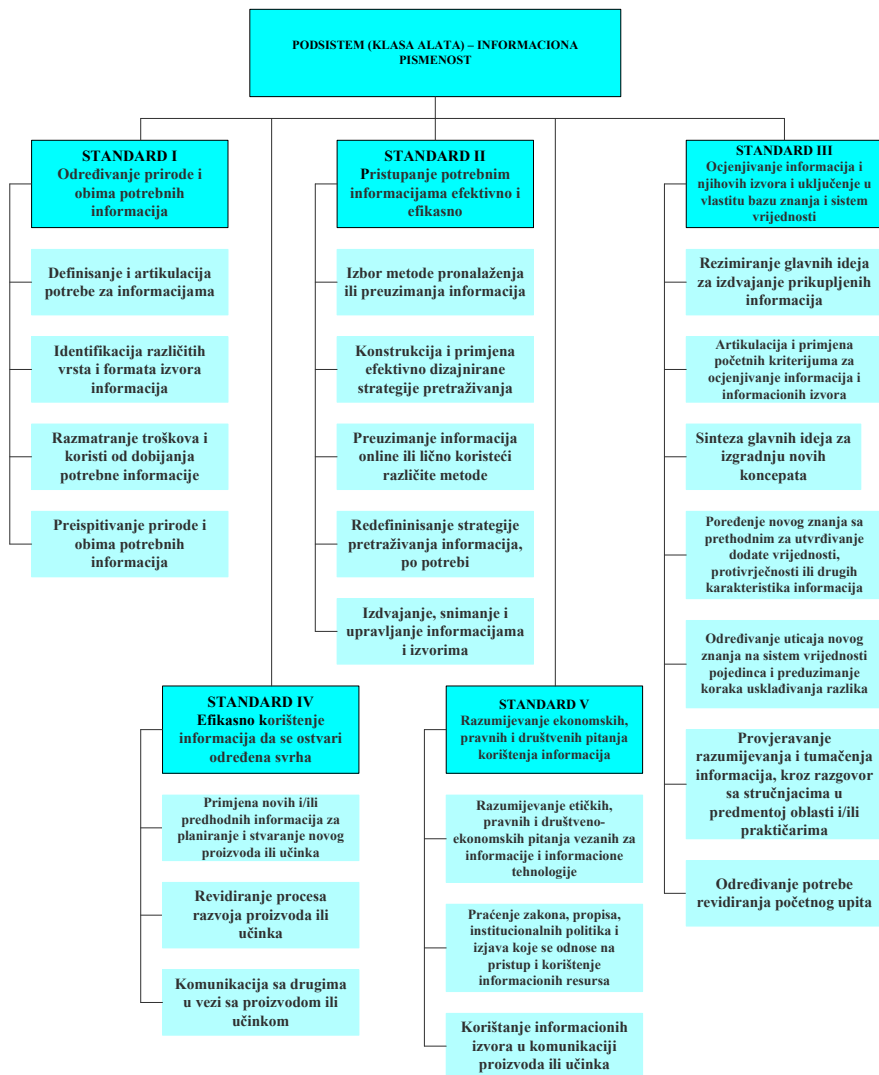 PODSISTEM (KLASA ALATA) – INFORMACIONA
PISMENOST
STANDARD I
Određivanje prirode i
obima potrebnih
informacija
Definisanje i artikulacija
potrebe za informacijama
Identifikacija različitih
vrsta i formata izvora
informacija
Razmatranje troškova i
koristi od dobijanja
potrebne informacije
Preispitivanje prirode i
obima potrebnih
informacija
STANDARD II
Pristupanje potrebnim
informacijama efektivno i
efikasno
Izbor metode pronalaženja
ili preuzimanja informacija
Konstrukcija i primjena
efektivno dizajnirane
strategije pretraživanja
Preuzimanje informacija
online ili lično koristeći
različite metode
Redefininisanje strategije
pretraživanja informacija,
po potrebi
Izdvajanje, snimanje i
upravljanje informacijama
i izvorima
STANDARD III
Ocjenjivanje informacija i
njihovih izvora i uključenje u
vlastitu bazu znanja i sistem
vrijednosti
Rezimiranje glavnih ideja
za izdvajanje prikupljenih
informacija
Artikulacija i primjena
početnih kriterijuma za
ocjenjivanje informacija i
informacionih izvora
Sinteza glavnih ideja za
izgradnju novih
koncepata
Poređenje novog znanja sa
prethodnim za utvrđivanje
dodate vrijednosti,
protivrječnosti ili drugih
karakteristika informacija
Određivanje uticaja novog
znanja na sistem vrijednosti
pojedinca i preduzimanje
koraka usklađivanja razlika
Provjeravanje
razumijevanja i tumačenja
informacija, kroz razgovor
sa stručnjacima u
predmentoj oblasti i/ili
praktičarima
Određivanje potrebe
revidiranja početnog upita
STANDARD IV
Efikasno korištenje
informacija da se ostvari
određena svrha
Primjena novih i/ili
predhodnih informacija za
planiranje i stvaranje novog
proizvoda ili učinka
Revidiranje procesa
razvoja proizvoda ili
učinka
Komunikacija sa drugima
u vezi sa proizvodom ili
učinkom
STANDARD V
Razumijevanje ekonomskih,
pravnih i društvenih pitanja
korištenja informacija
Razumijevanje etičkih,
pravnih i društveno-
ekonomskih pitanja vezanih za
informacije i informacione
tehnologije
Praćenje zakona, propisa,
institucionalnih politika i
izjava koje se odnose na
pristup i korištenje
informacionih resursa
Korištanje informacionih
izvora u komunikaciji
proizvoda ili učinka